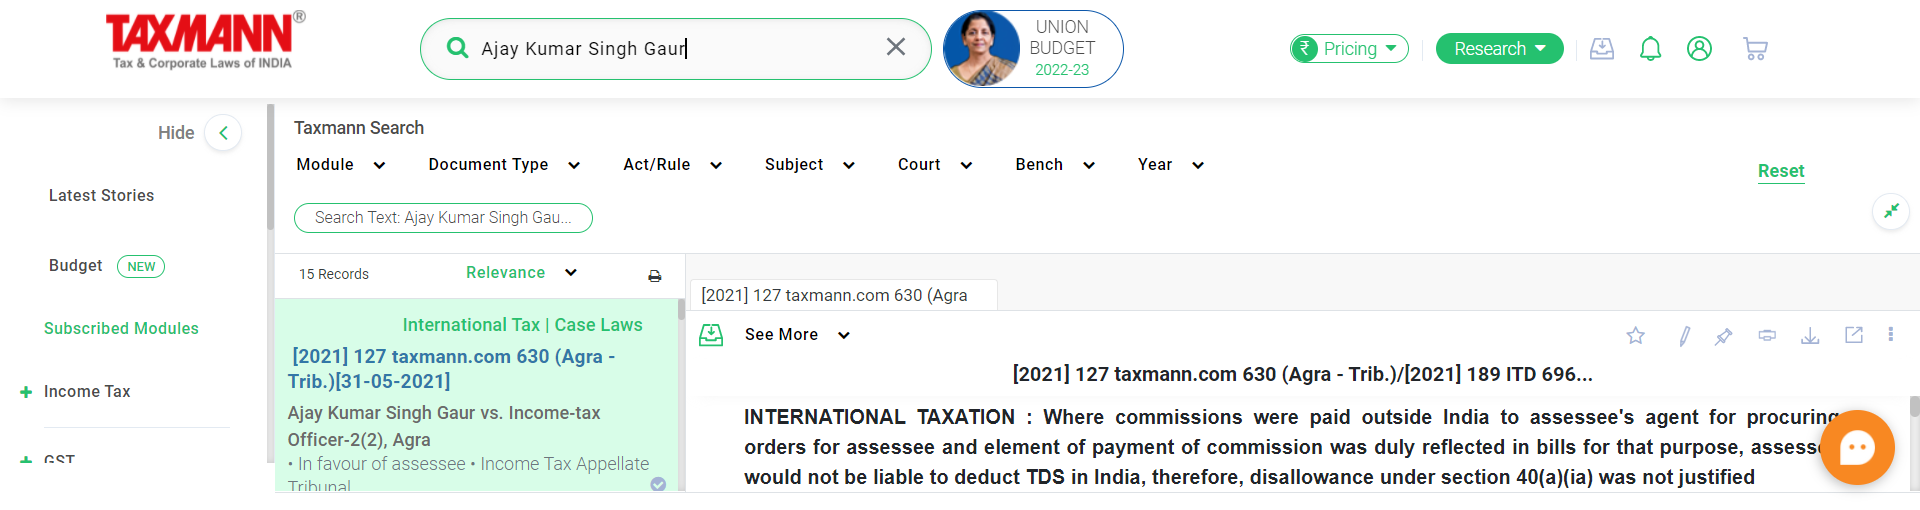 TAXMANN®
Tax & Corporate Laws of INDIA
Ajay Kumar Singh Gaur
UNION
BUDGET
2022-23
₹ Pricing
Research
Hide
Latest Stories
Budget NEW
Subscribed Modules
+ Income Tax
+ GST
Taxmann Search
Module Document Type Act/Rule Subject Court Bench Year
Reset
Search Text: Ajay Kumar Singh Gau...
15 Records Relevance
International Tax | Case Laws
[2021] 127 taxmann.com 630 (Agra -
Trib.)[31-05-2021]
Ajay Kumar Singh Gaur vs. Income-tax
Officer-2(2), Agra
• In favour of assessee • Income Tax Appellate
Tribunal
[2021] 127 taxmann.com 630 (Agra
See More
[2021] 127 taxmann.com 630 (Agra - Trib.)/[2021] 189 ITD 696...
INTERNATIONAL TAXATION : Where commissions were paid outside India to assessee's agent for procuring
orders for assessee and element of payment of commission was duly reflected in bills for that purpose, assessee
would not be liable to deduct TDS in India, therefore, disallowance under section 40(a)(ia) was not justified